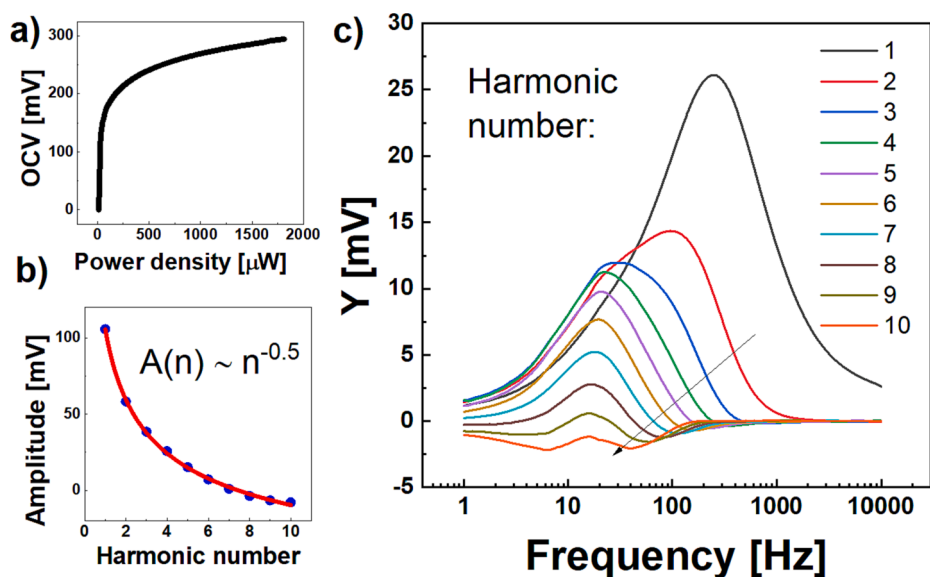 a)
300
200
100
0
OCV [mV]
0 500 1000 1500 2000
Power density [µW]
b)
A(n) ~ n^-0.5
100
50
0
Amplitude [mV]
0 2 4 6 8 10
Harmonic number
c)
Harmonic
number:
1
2
3
4
5
6
7
8
9
10
30
25
20
15
10
5
0
-5
Y [mV]
1 10 100 1000 10000
Frequency [Hz]